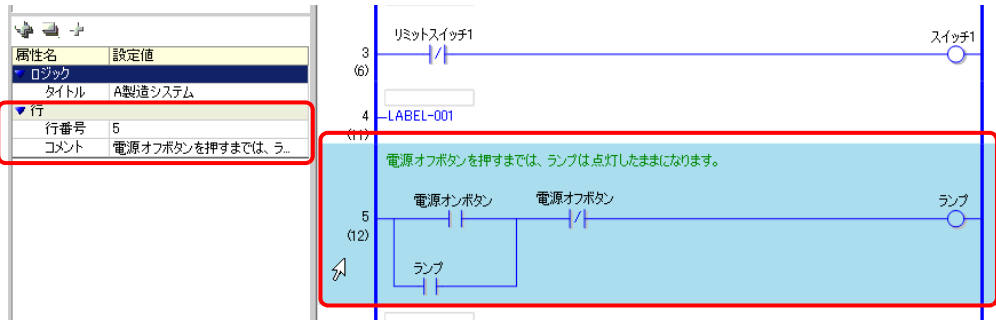 属性名 設定値
ロジック
タイトル A製造システム
行
行番号 5
コメント 電源オフボタンを押すまでは、ラ...
リミットスイッチ1 スイッチ1
3
(6)
4 LABEL-001
(11)
電源オフボタンを押すまでは、ランプは点灯したままになります。
電源オンボタン 電源オフボタン ランプ
5
(12)
ランプ